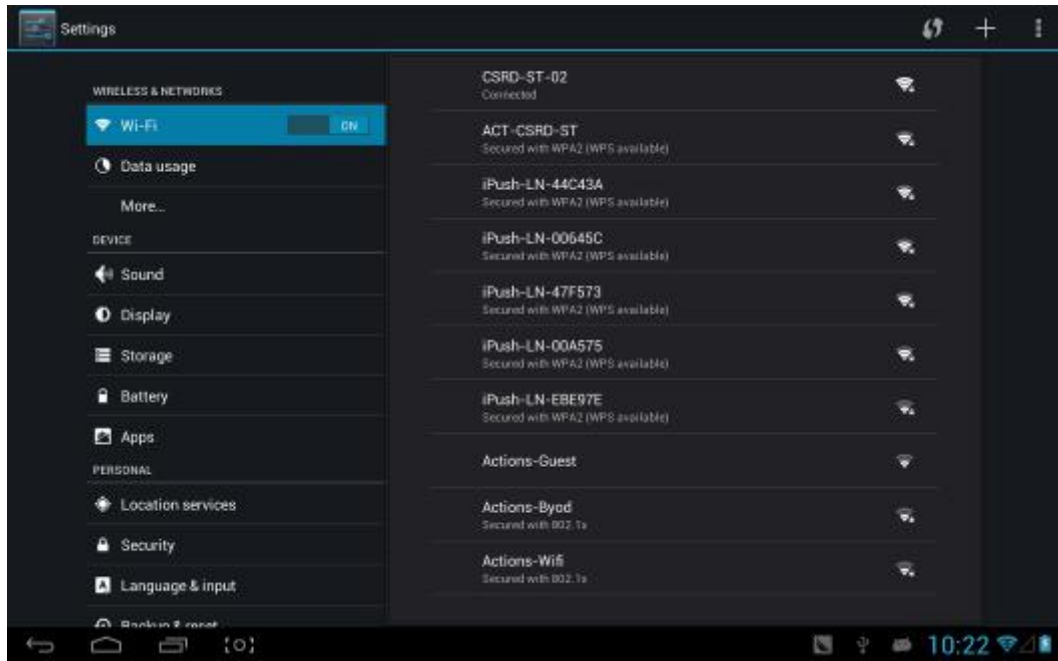 Settings
WIRELESS & NETWORKS
Wi-Fi
ON
Data usage
More...
DEVICE
Sound
Display
Storage
Battery
Apps
PERSONAL
Location services
Security
Language & input
Backup & reset
CSRD-ST-02
Connected
ACT-CSRD-ST
Secured with WPA2 (WPS available)
iPush-LN-44C43A
Secured with WPA2 (WPS available)
iPush-LN-00645C
Secured with WPA2 (WPS available)
iPush-LN-47F573
Secured with WPA2 (WPS available)
iPush-LN-00A575
Secured with WPA2 (WPS available)
iPush-LN-EBE97E
Secured with WPA2 (WPS available)
Actions-Guest
Actions-Byod
Secured with 802.1x
Actions-Wifi
Secured with 802.1x
10:22